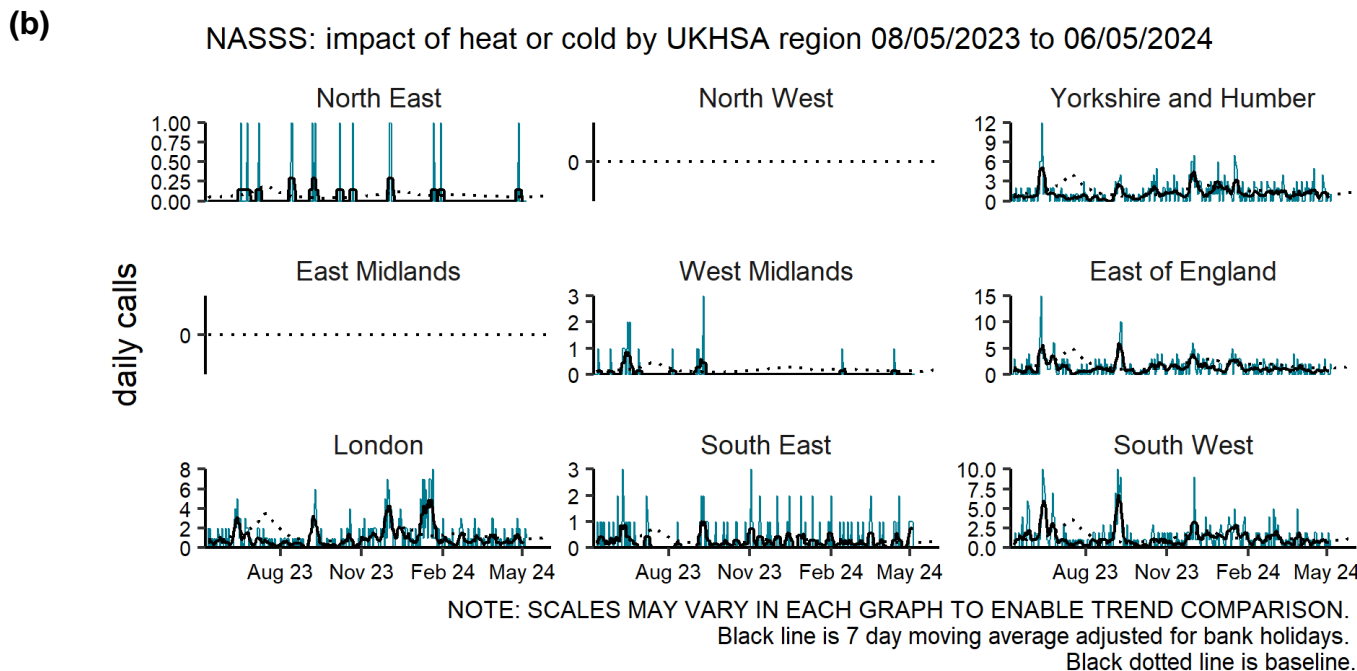 (b)
NASSS: impact of heat or cold by UKHSA region 08/05/2023 to 06/05/2024
North East
1.00
0.75
0.50
0.25
0.00
North West
0
Yorkshire and Humber
12
9
6
3
0
daily calls
East Midlands
0
West Midlands
3
2
1
0
East of England
15
10
5
0
London
8
6
4
2
0
Aug 23 Nov 23 Feb 24 May 24
South East
3
2
1
0
Aug 23 Nov 23 Feb 24 May 24
South West
10.0
7.5
5.0
2.5
0.0
Aug 23 Nov 23 Feb 24 May 24
NOTE: SCALES MAY VARY IN EACH GRAPH TO ENABLE TREND COMPARISON.
Black line is 7 day moving average adjusted for bank holidays.
Black dotted line is baseline.